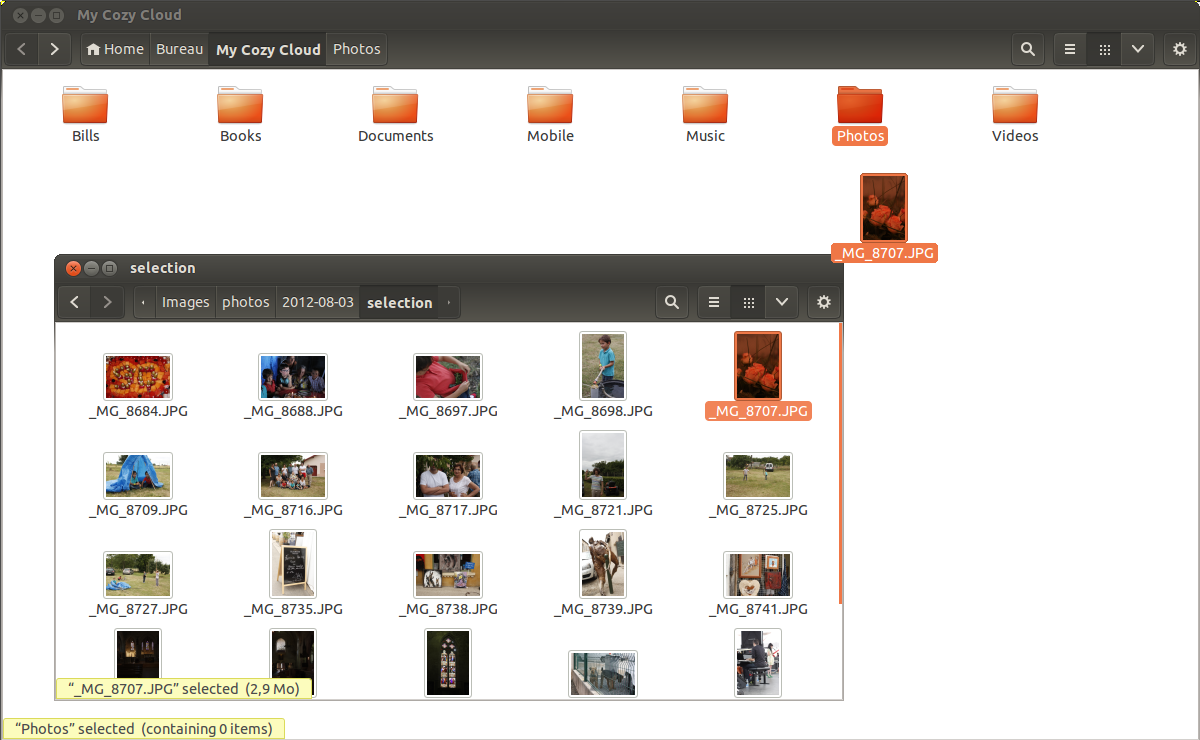 My Cozy Cloud
Home Bureau My Cozy Cloud Photos
Bills Books Documents Mobile Music Photos Videos
_MG_8707.JPG
selection
Images photos 2012-08-03 selection
_MG_8684.JPG _MG_8688.JPG _MG_8697.JPG _MG_8698.JPG _MG_8707.JPG
_MG_8709.JPG _MG_8716.JPG _MG_8717.JPG _MG_8721.JPG _MG_8725.JPG
_MG_8727.JPG _MG_8735.JPG _MG_8738.JPG _MG_8739.JPG _MG_8741.JPG
“_MG_8707.JPG” selected (2,9 Mo)
“Photos” selected (containing 0 items)